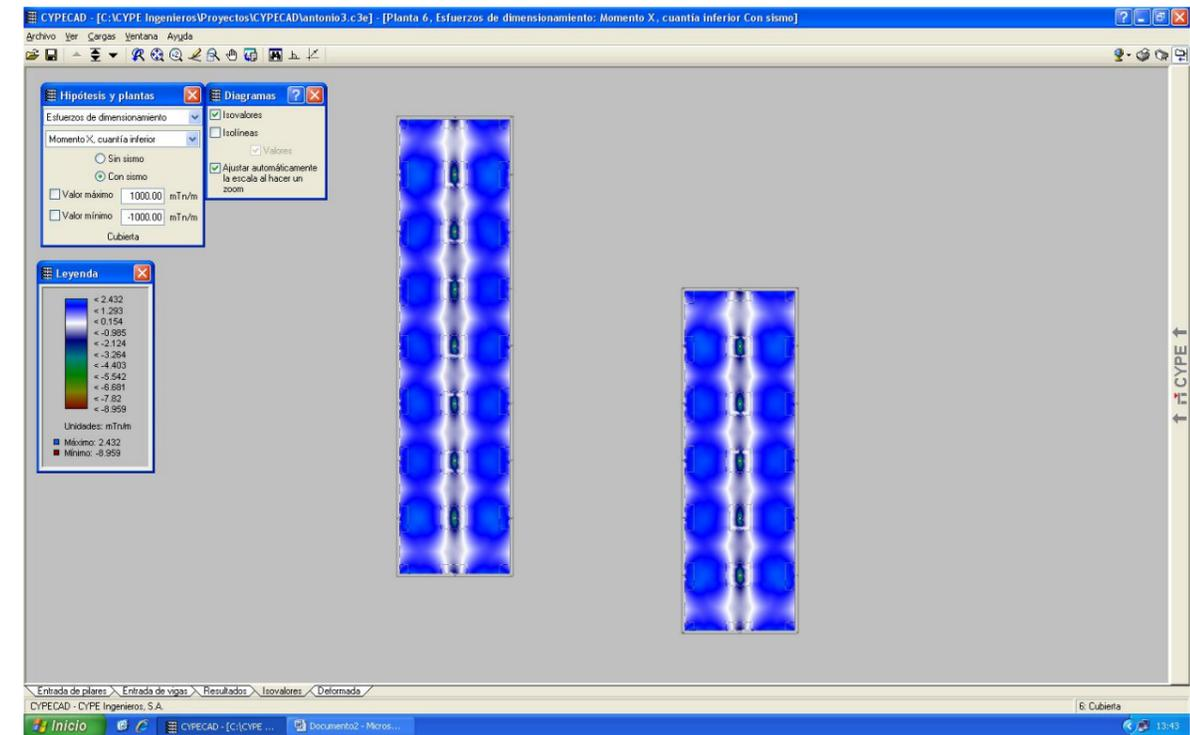 CYPECAD - [C:\CYPE Ingenieros\Proyectos\CYPECAD\antonio3.c3e] - [Planta 6, Esfuerzos de dimensionamiento: Momento X, cuantía inferior Con sismo]
Archivo Ver Cargas Ventana Ayuda
Hipótesis y plantas
Esfuerzos de dimensionamiento
Momento X, cuantía inferior
Sin sismo
Con sismo
Valor máximo 1000.00 mTn/m
Valor mínimo -1000.00 mTn/m
Cubierta
Diagramas
Isovalores
Isolíneas
Valores
Ajustar automáticamente
la escala al hacer un
zoom
Leyenda
< 2.432
< 1.293
< 0.154
< -0.985
< -2.124
< -3.264
< -4.403
< -5.542
< -6.681
< -7.82
< -8.959
Unidades: mTn/m
Máximo: 2.432
Mínimo: -8.959
CYPE
Entrada de pilares Entrada de vigas Resultados Isovalores Deformada
CYPECAD - CYPE Ingenieros, S.A.
6: Cubierta
Inicio
CYPECAD - [C:\CYPE ...
Documento2 - Micros...
13:43